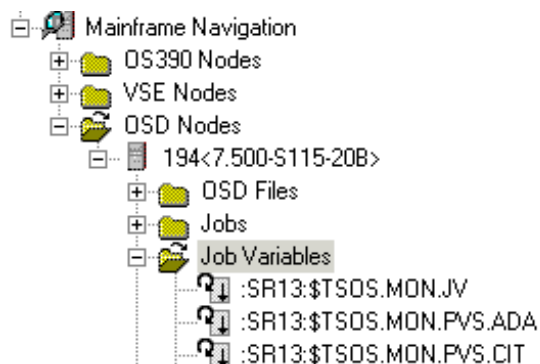 Mainframe Navigation
OS390 Nodes
VSE Nodes
OSD Nodes
194<7.500-S115-20B>
OSD Files
Jobs
Job Variables
:SR13:$TSOS.MON.JV
:SR13:$TSOS.MON.PVS.ADA
:SR13:$TSOS.MON.PVS.CIT